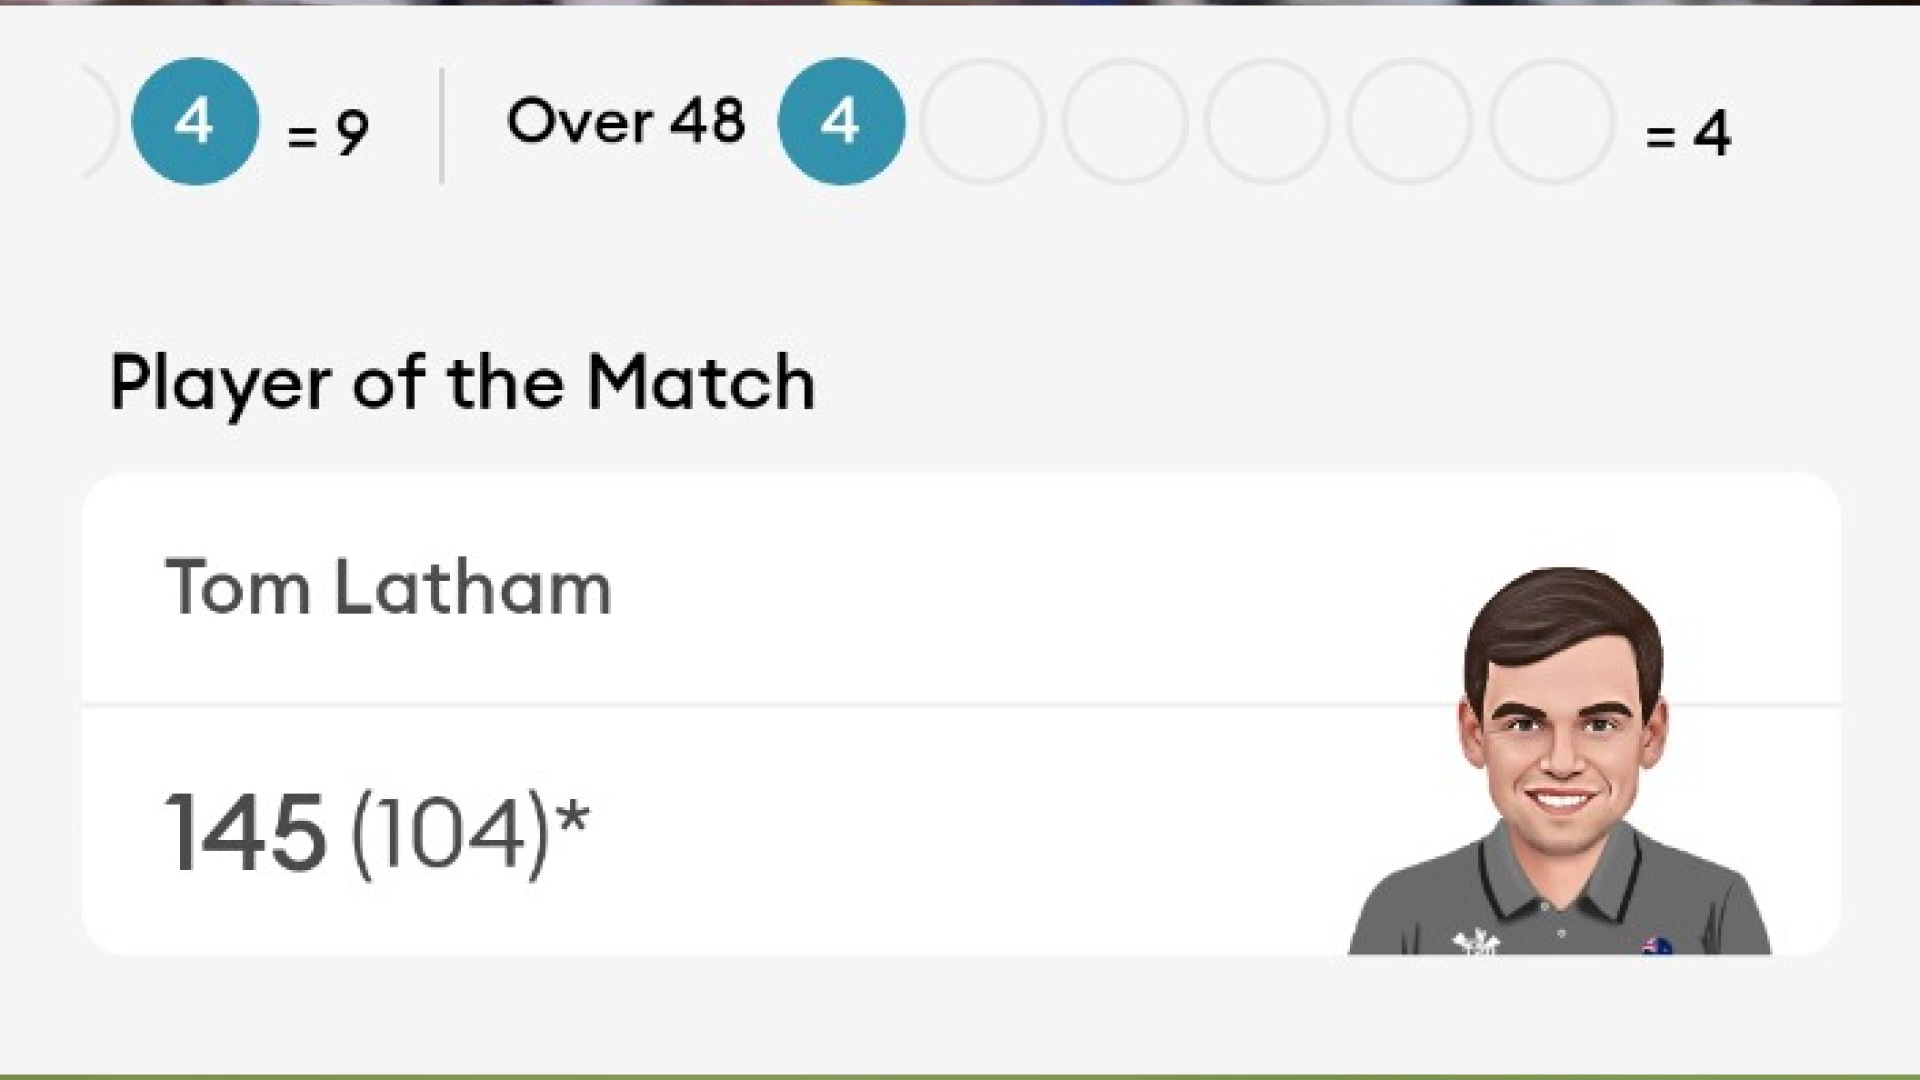 4 = 9 Over 48 4 = 4
Player of the Match
Tom Latham
145 (104)*